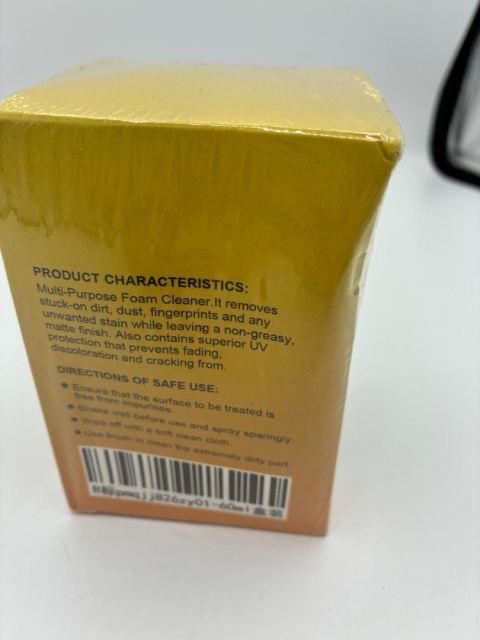 PRODUCT CHARACTERISTICS:
Multi-Purpose Foam Cleaner.It removes
stuck-on dirt, dust, fingerprints and any
unwanted stain while leaving a non-greasy,
matte finish. Also contains superior UV
protection that prevents fading,
discoloration and cracking from.
DIRECTIONS OF SAFE USE:
● Ensure that the surface to be treated is
free from impurities.
● Shake well before use and spray sparingly.
● Wipe off with a soft clean cloth.
● Use brush to clean the extremely dirty part.